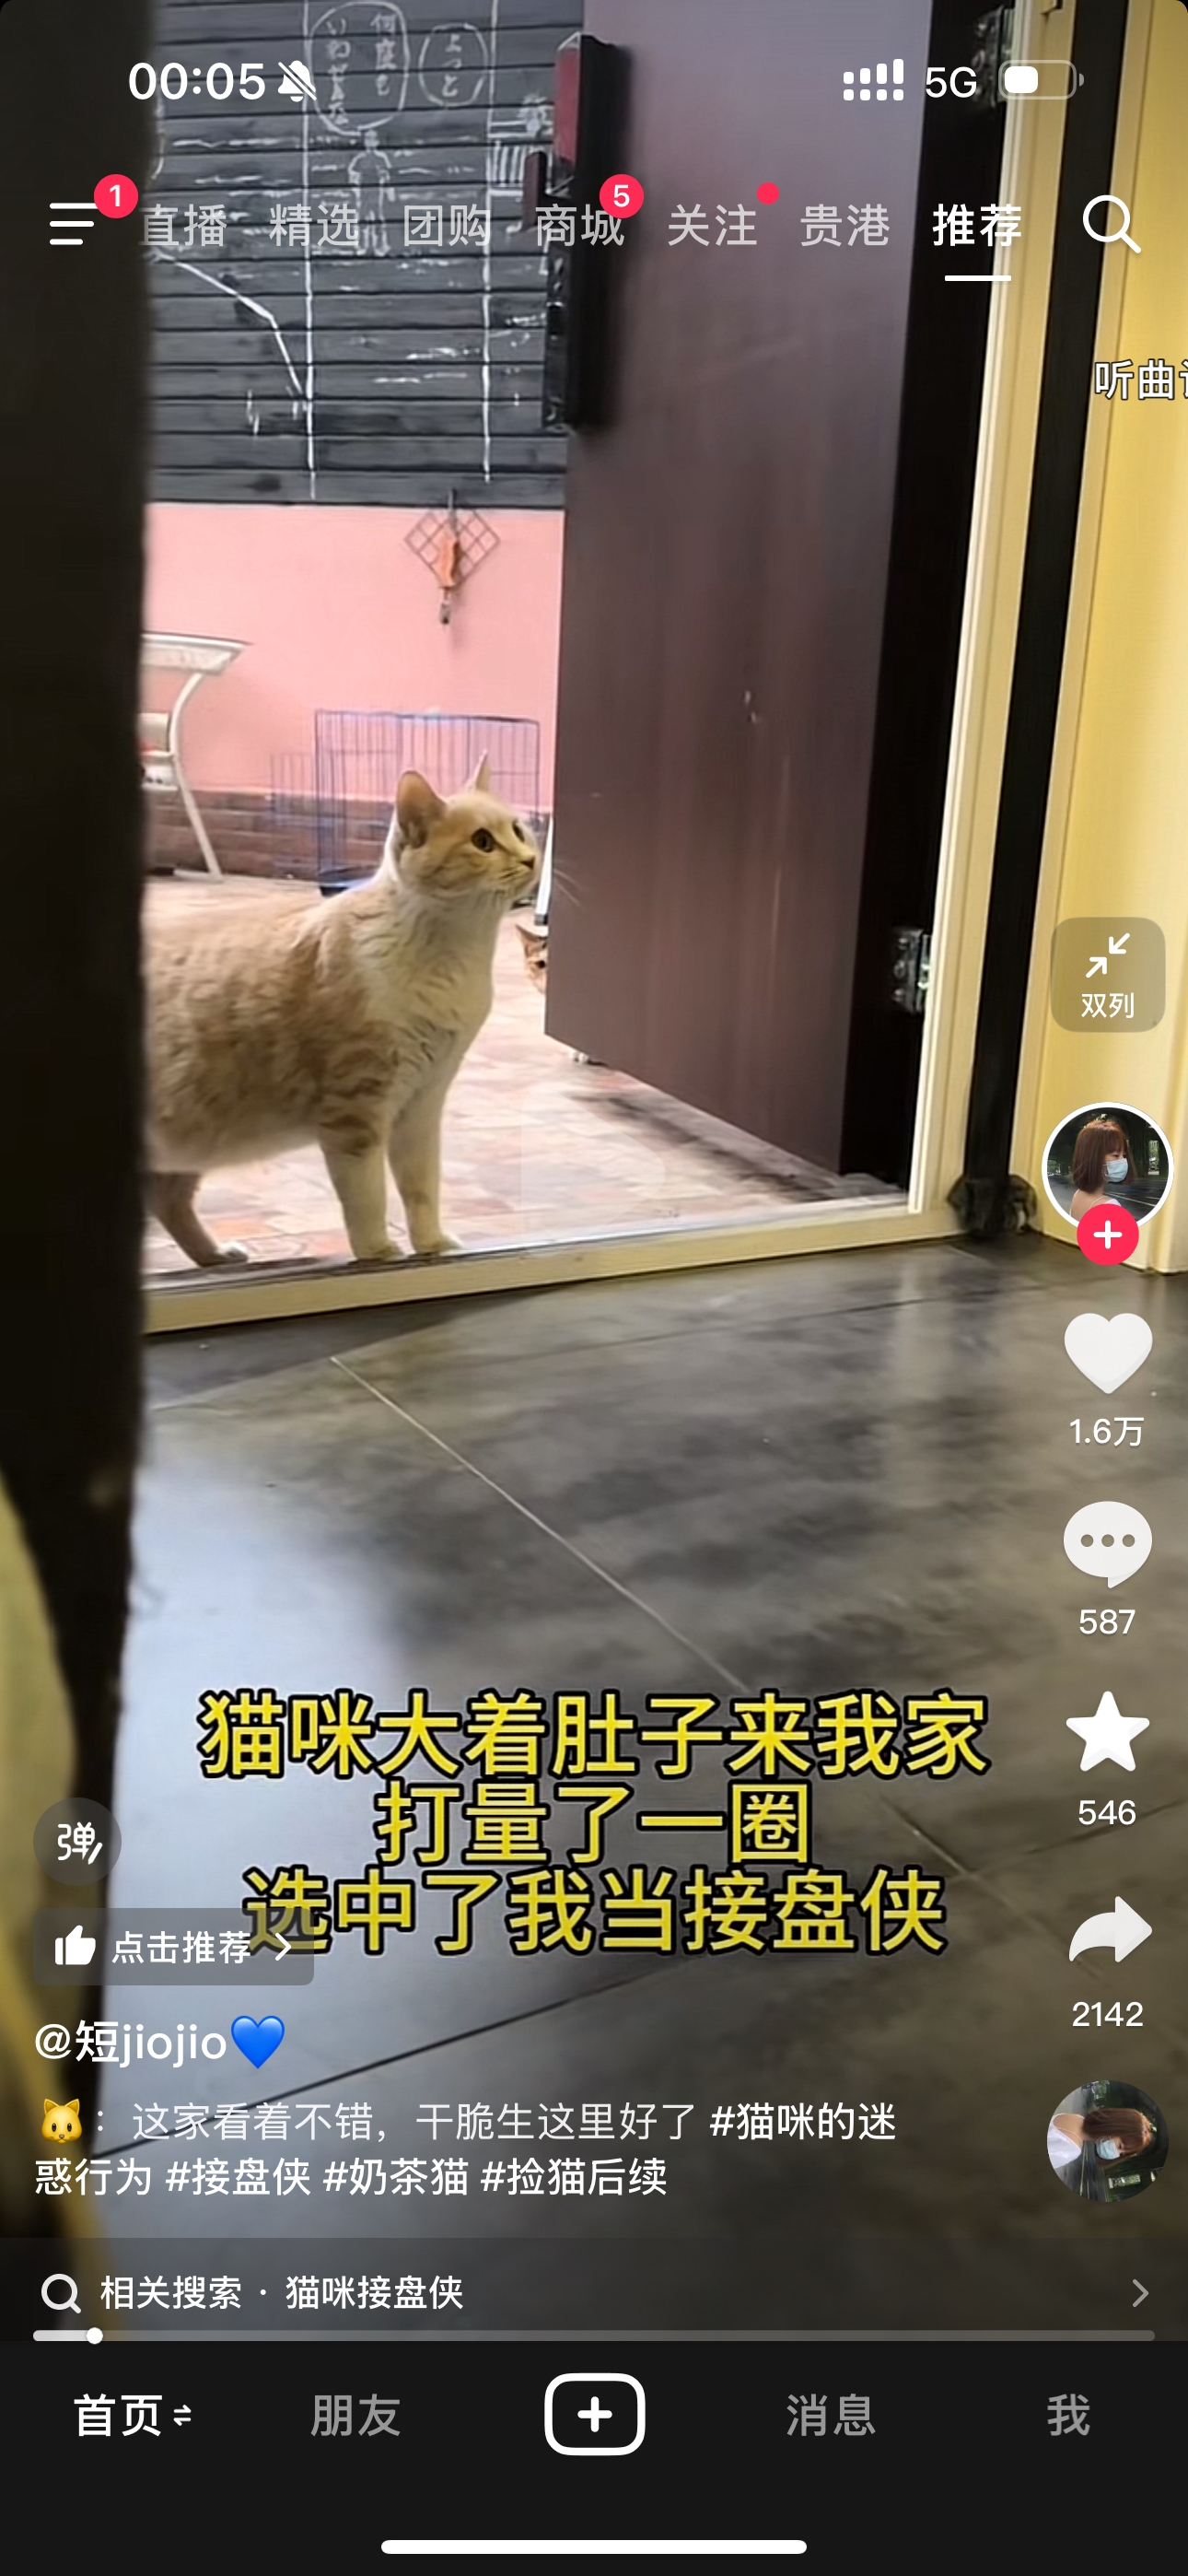 00:05
5G
1
直播 精选 团购 商城 5 关注 贵港 推荐
听曲
双列
1.6万
587
546
2142
猫咪大着肚子来我家
打量了一圈
选中了我当接盘侠
弹
点击推荐
@短jiojio💙
🐱：这家看着不错，干脆生这里好了 #猫咪的迷
惑行为 #接盘侠 #奶茶猫 #捡猫后续
相关搜索 · 猫咪接盘侠
首页 朋友 消息 我